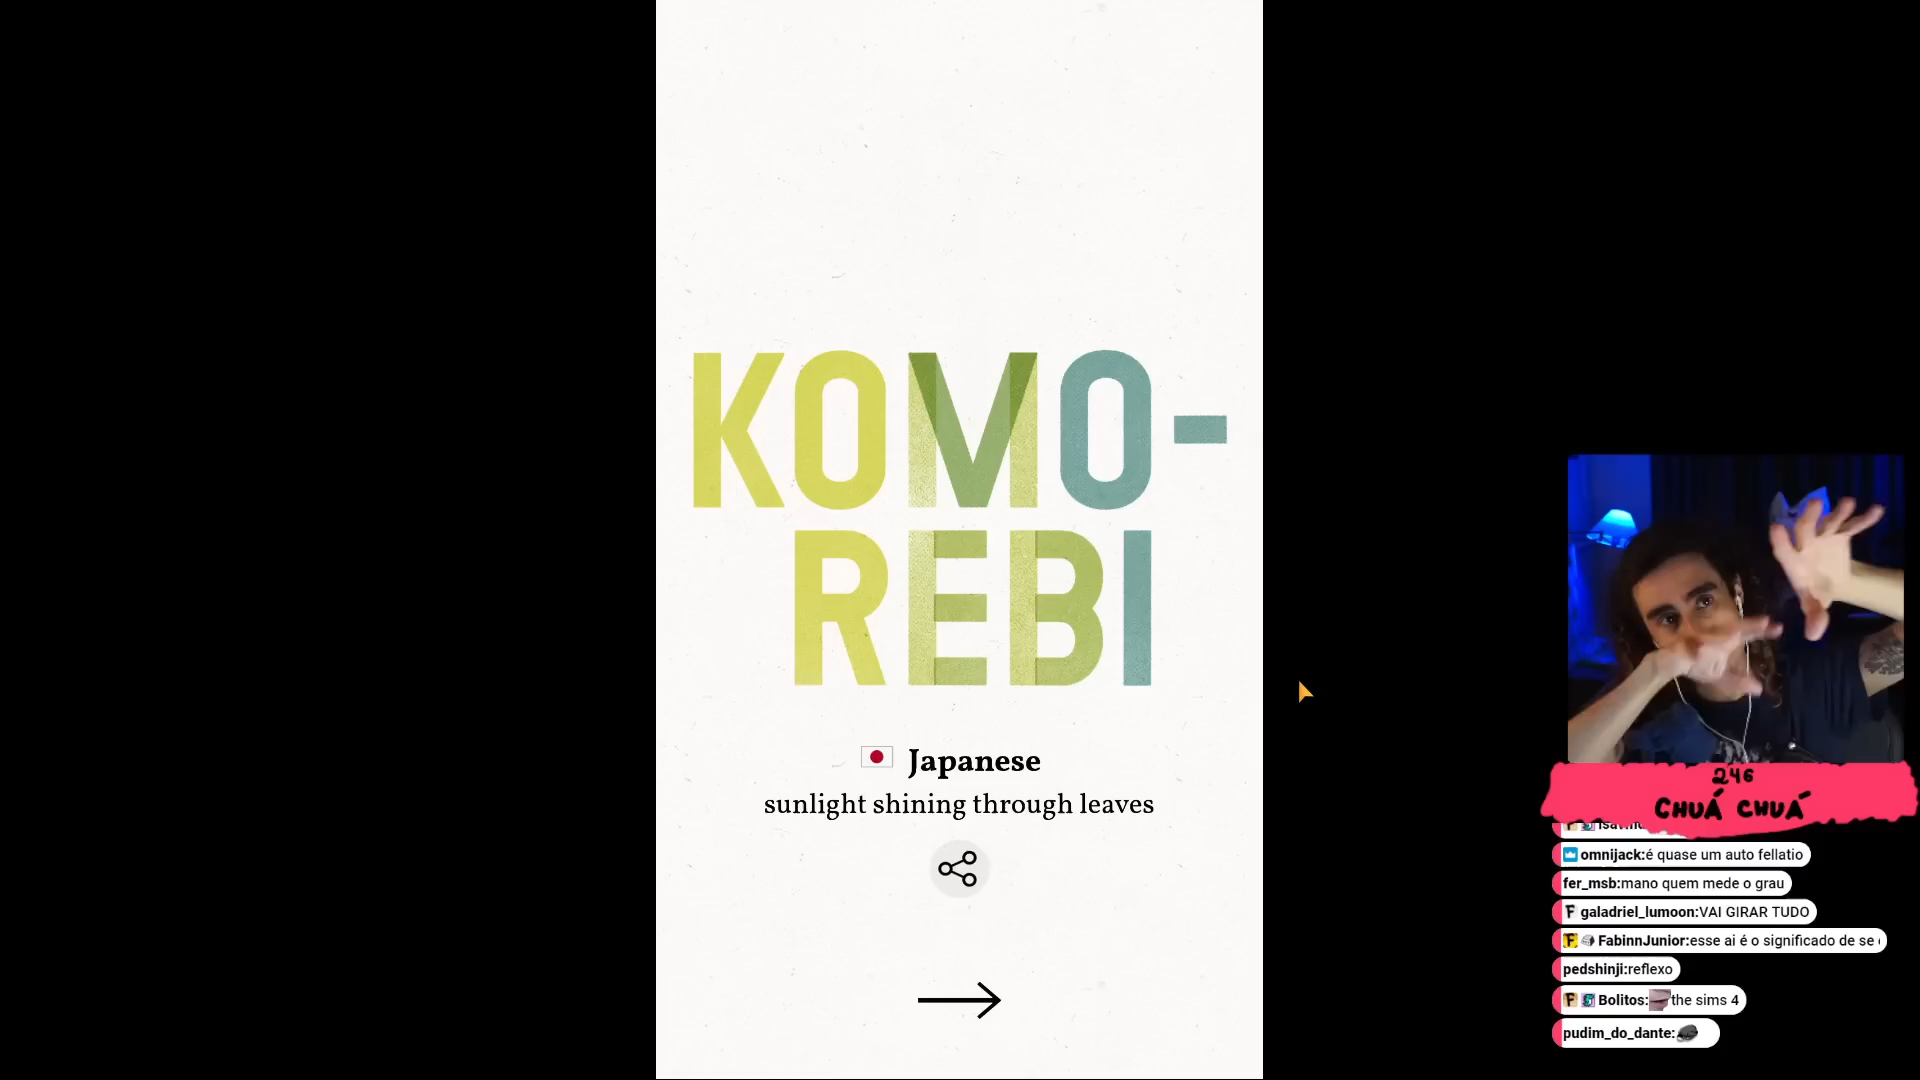 KOMO-
REBI
Japanese
sunlight shining through leaves
246
CHUÁ CHUÁ
omnijack:é quase um auto fellatio
fer_msb:mano quem mede o grau
galadriel_lumoon:VAI GIRAR TUDO
FabinnJunior:esse ai é o significado de se
pedshinji:reflexo
Bolitos:the sims 4
pudim_do_dante: